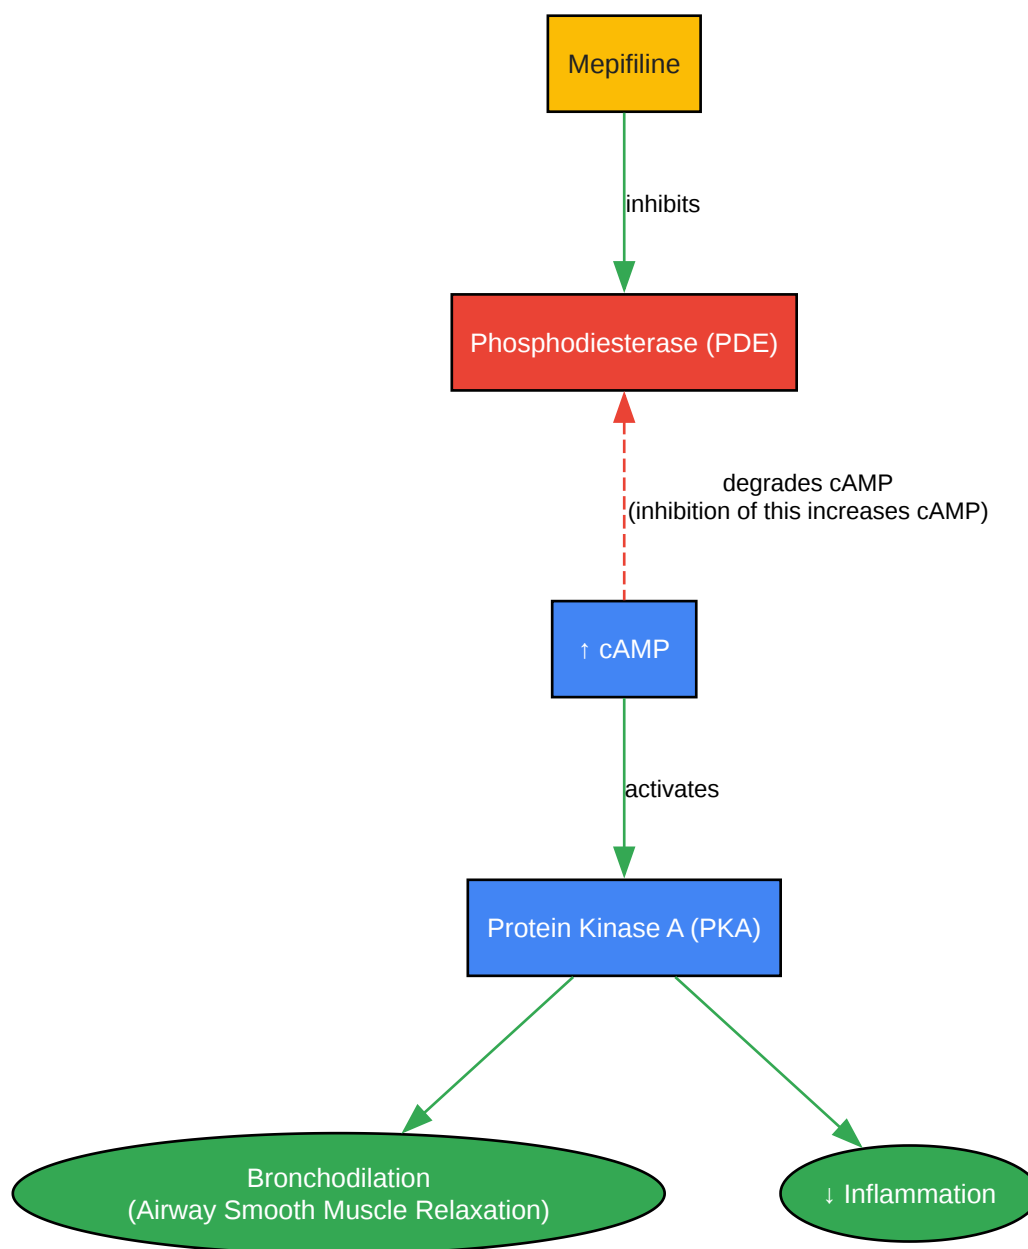 Mepifiline
inhibits
Phosphodiesterase (PDE)
degrades cAMP
(inhibition of this increases cAMP)
↑ cAMP
activates
Protein Kinase A (PKA)
Bronchodilation
(Airway Smooth Muscle Relaxation)
↓ Inflammation